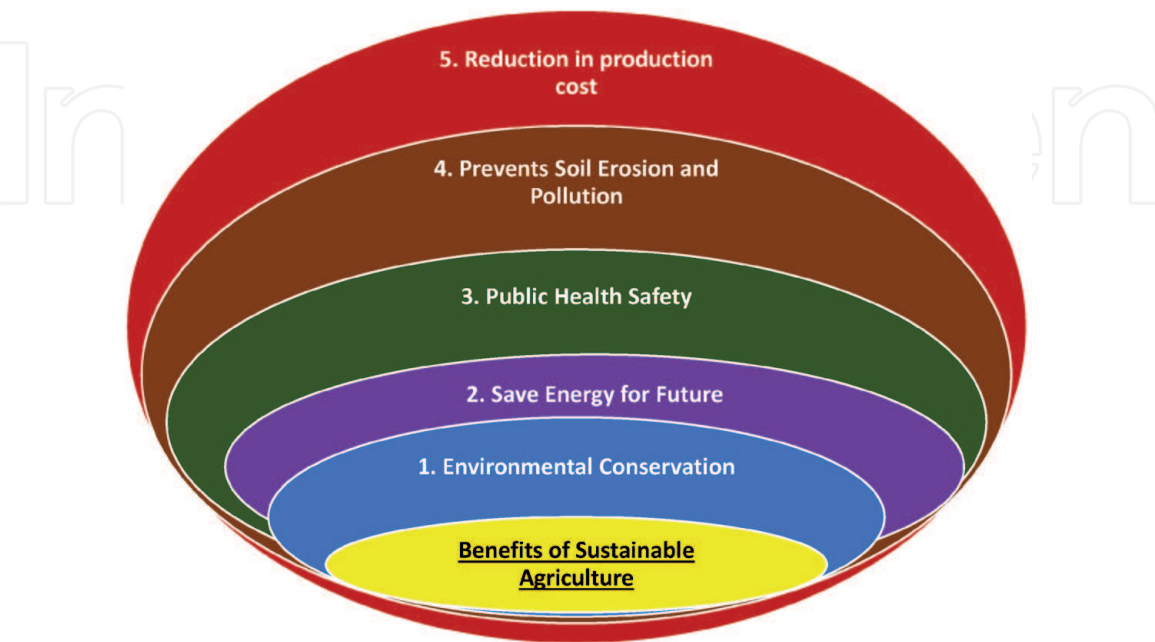 5. Reduction in production
cost
4. Prevents Soil Erosion and
Pollution
3. Public Health Safety
2. Save Energy for Future
1. Environmental Conservation
Benefits of Sustainable
Agriculture